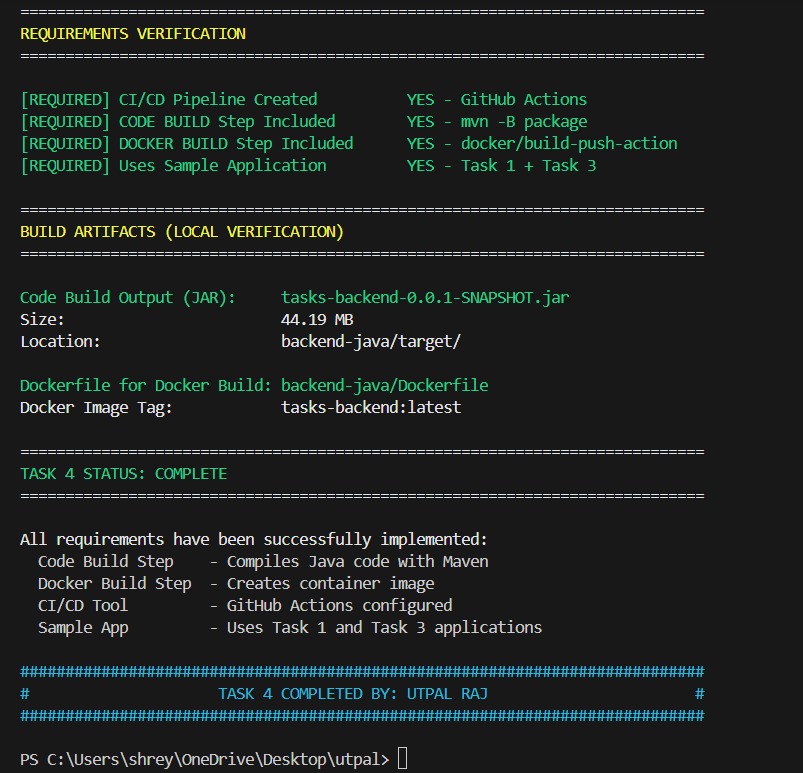 ============================================================================
REQUIREMENTS VERIFICATION
============================================================================
[REQUIRED] CI/CD Pipeline Created          YES - GitHub Actions
[REQUIRED] CODE BUILD Step Included        YES - mvn -B package
[REQUIRED] DOCKER BUILD Step Included      YES - docker/build-push-action
[REQUIRED] Uses Sample Application         YES - Task 1 + Task 3
============================================================================
BUILD ARTIFACTS (LOCAL VERIFICATION)
============================================================================
Code Build Output (JAR):     tasks-backend-0.0.1-SNAPSHOT.jar
Size:                        44.19 MB
Location:                    backend-java/target/
Dockerfile for Docker Build: backend-java/Dockerfile
Docker Image Tag:            tasks-backend:latest
============================================================================
TASK 4 STATUS: COMPLETE
============================================================================
All requirements have been successfully implemented:
  Code Build Step    - Compiles Java code with Maven
  Docker Build Step  - Creates container image
  CI/CD Tool         - GitHub Actions configured
  Sample App         - Uses Task 1 and Task 3 applications
############################################################################
#                     TASK 4 COMPLETED BY: UTPAL RAJ                       #
############################################################################
PS C:\Users\shrey\OneDrive\Desktop\utpal>